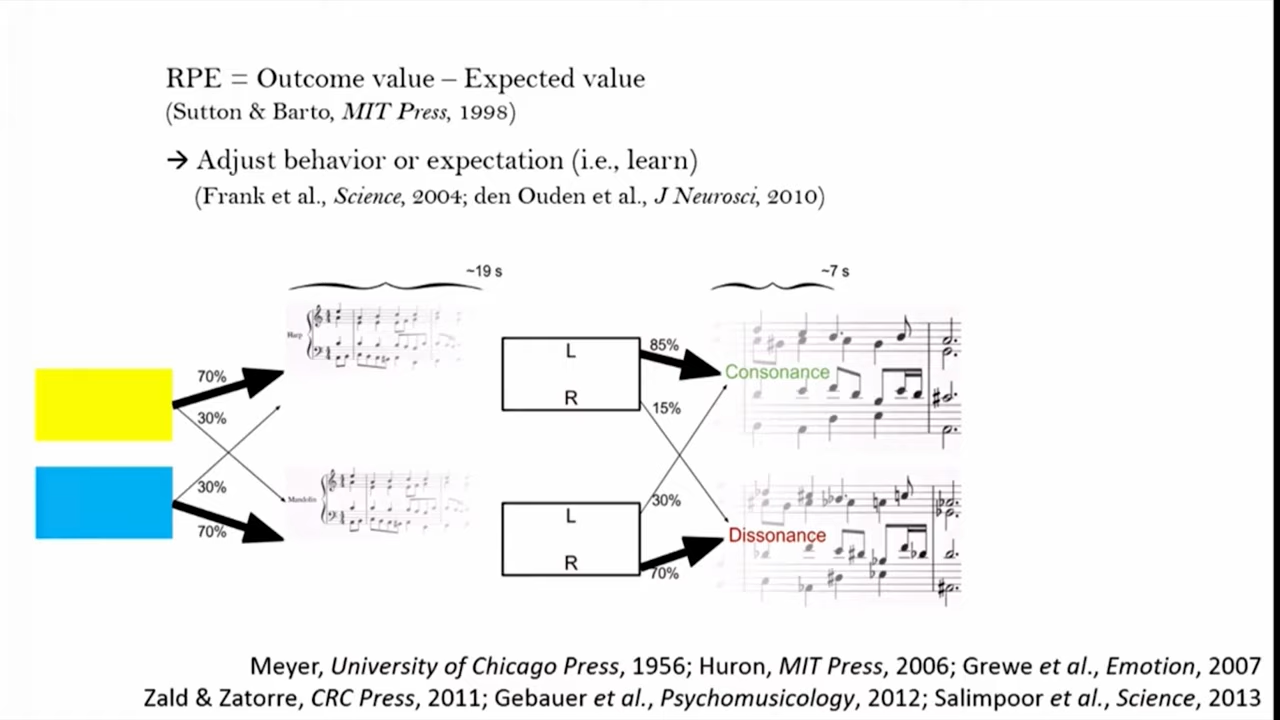 RPE = Outcome value – Expected value
(Sutton & Barto, MIT Press, 1998)
→ Adjust behavior or expectation (i.e., learn)
(Frank et al., Science, 2004; den Ouden et al., J Neurosci, 2010)
~19 s
~7 s
Harp
70%
30%
30%
70%
Mandolin
L
R
L
R
85%
15%
30%
70%
Consonance
Dissonance
Meyer, University of Chicago Press, 1956; Huron, MIT Press, 2006; Grewe et al., Emotion, 2007
Zald & Zatorre, CRC Press, 2011; Gebauer et al., Psychomusicology, 2012; Salimpoor et al., Science, 2013